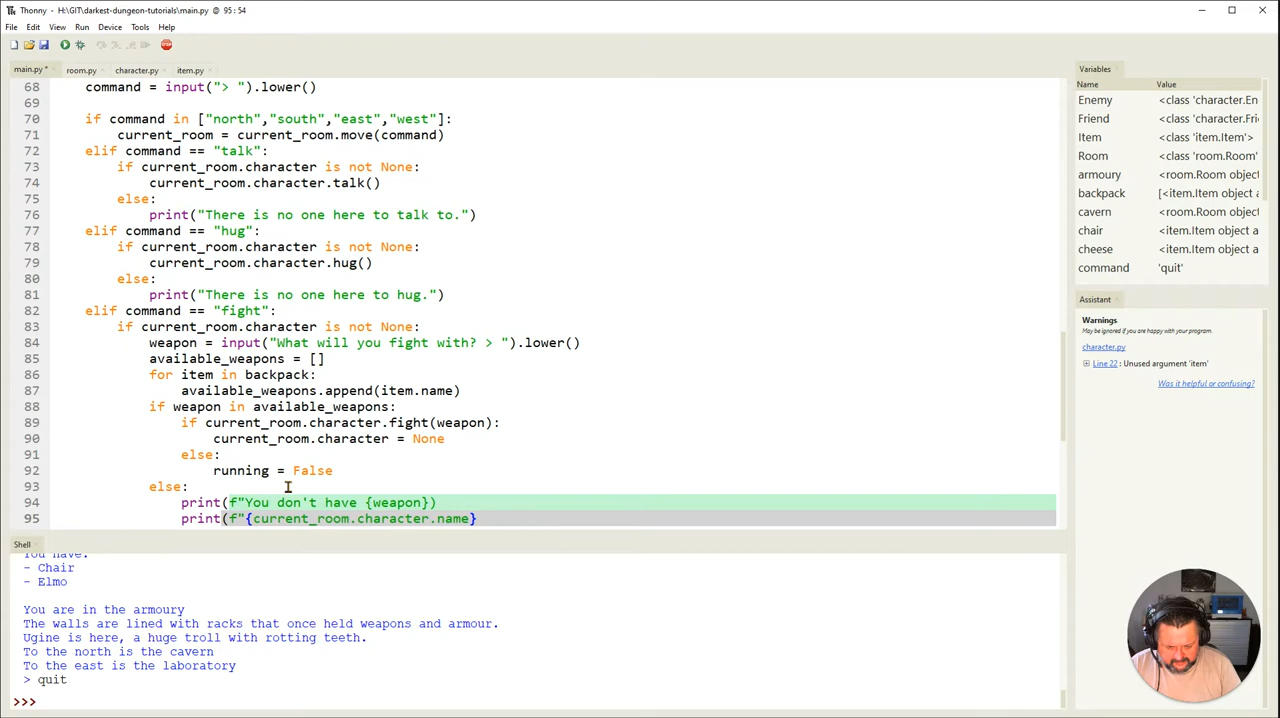 Thonny - H:\GIT\darkest-dungeon-tutorials\main.py @ 95 : 54
File Edit View Run Device Tools Help
main.py * room.py character.py item.py
68 command = input("> ").lower()
69
70 if command in ["north","south","east","west"]:
71 current_room = current_room.move(command)
72 elif command == "talk":
73 if current_room.character is not None:
74 current_room.character.talk()
75 else:
76 print("There is no one here to talk to.")
77 elif command == "hug":
78 if current_room.character is not None:
79 current_room.character.hug()
80 else:
81 print("There is no one here to hug.")
82 elif command == "fight":
83 if current_room.character is not None:
84 weapon = input("What will you fight with? > ").lower()
85 available_weapons = []
86 for item in backpack:
87 available_weapons.append(item.name)
88 if weapon in available_weapons:
89 if current_room.character.fight(weapon):
90 current_room.character = None
91 else:
92 running = False
93 else:
94 print(f"You don't have {weapon})
95 print(f"{current_room.character.name}
Shell
You have:
- Chair
- Elmo
You are in the armoury
The walls are lined with racks that once held weapons and armour.
Ugine is here, a huge troll with rotting teeth.
To the north is the cavern
To the east is the laboratory
> quit
>>>
Variables
Name Value
Enemy <class 'character.En
Friend <class 'character.Frie
Item <class 'item.Item'>
Room <class 'room.Room'
armoury <room.Room object
backpack [<item.Item object a
cavern <room.Room object
chair <item.Item object a
cheese <item.Item object a
command 'quit'
Assistant
Warnings
May be ignored if you are happy with your program.
character.py
Line 22 : Unused argument 'item'
Was it helpful or confusing?